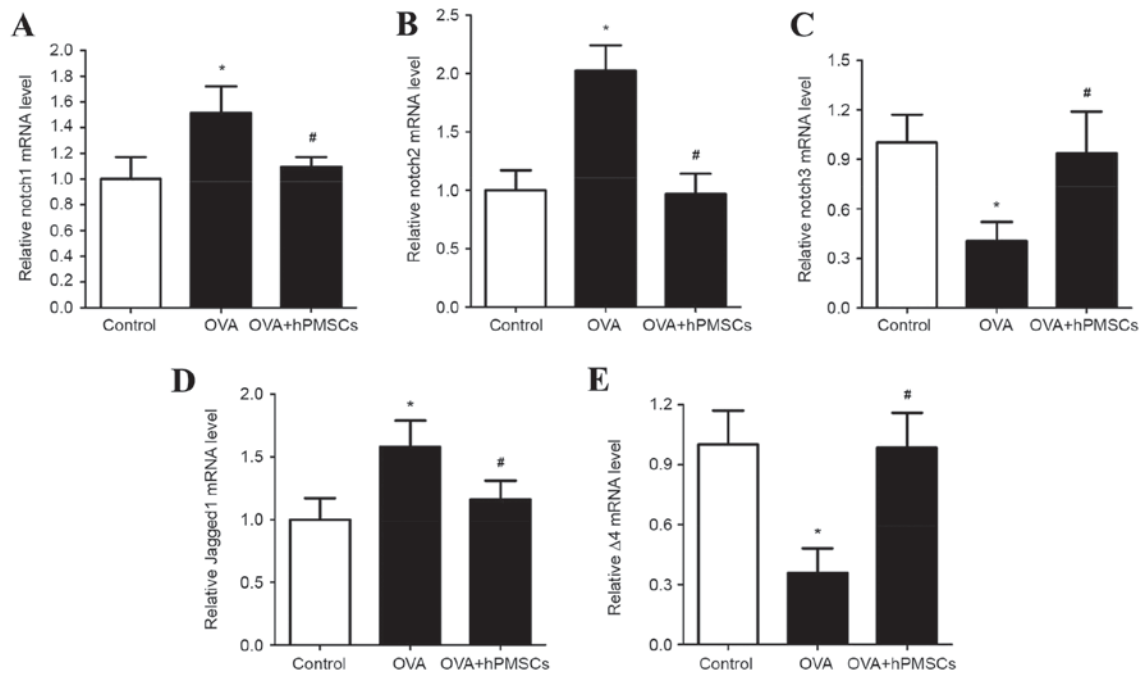 A
Relative notch1 mRNA level
2.0
1.8
1.6
1.4
1.2
1.0
0.8
0.6
0.4
0.2
0.0
*
#
Control OVA OVA+hPMSCs
B
Relative notch2 mRNA level
2.5
2.0
1.5
1.0
0.5
0.0
*
#
Control OVA OVA+hPMSCs
C
Relative notch3 mRNA level
1.5
1.2
0.9
0.6
0.3
0.0
*
#
Control OVA OVA+hPMSCs
D
Relative Jagged1 mRNA level
2.0
1.5
1.0
0.5
0.0
*
#
Control OVA OVA+hPMSCs
E
Relative Δ4 mRNA level
1.2
0.9
0.6
0.3
0.0
*
#
Control OVA OVA+hPMSCs